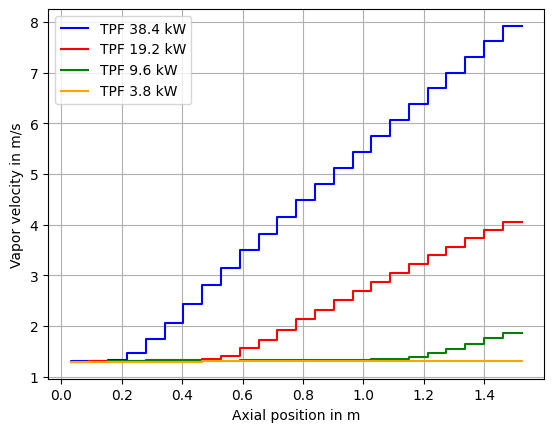 TPF 38.4 kW
TPF 19.2 kW
TPF 9.6 kW
TPF 3.8 kW
Vapor velocity in m/s
8
7
6
5
4
3
2
1
0.0 0.2 0.4 0.6 0.8 1.0 1.2 1.4
Axial position in m